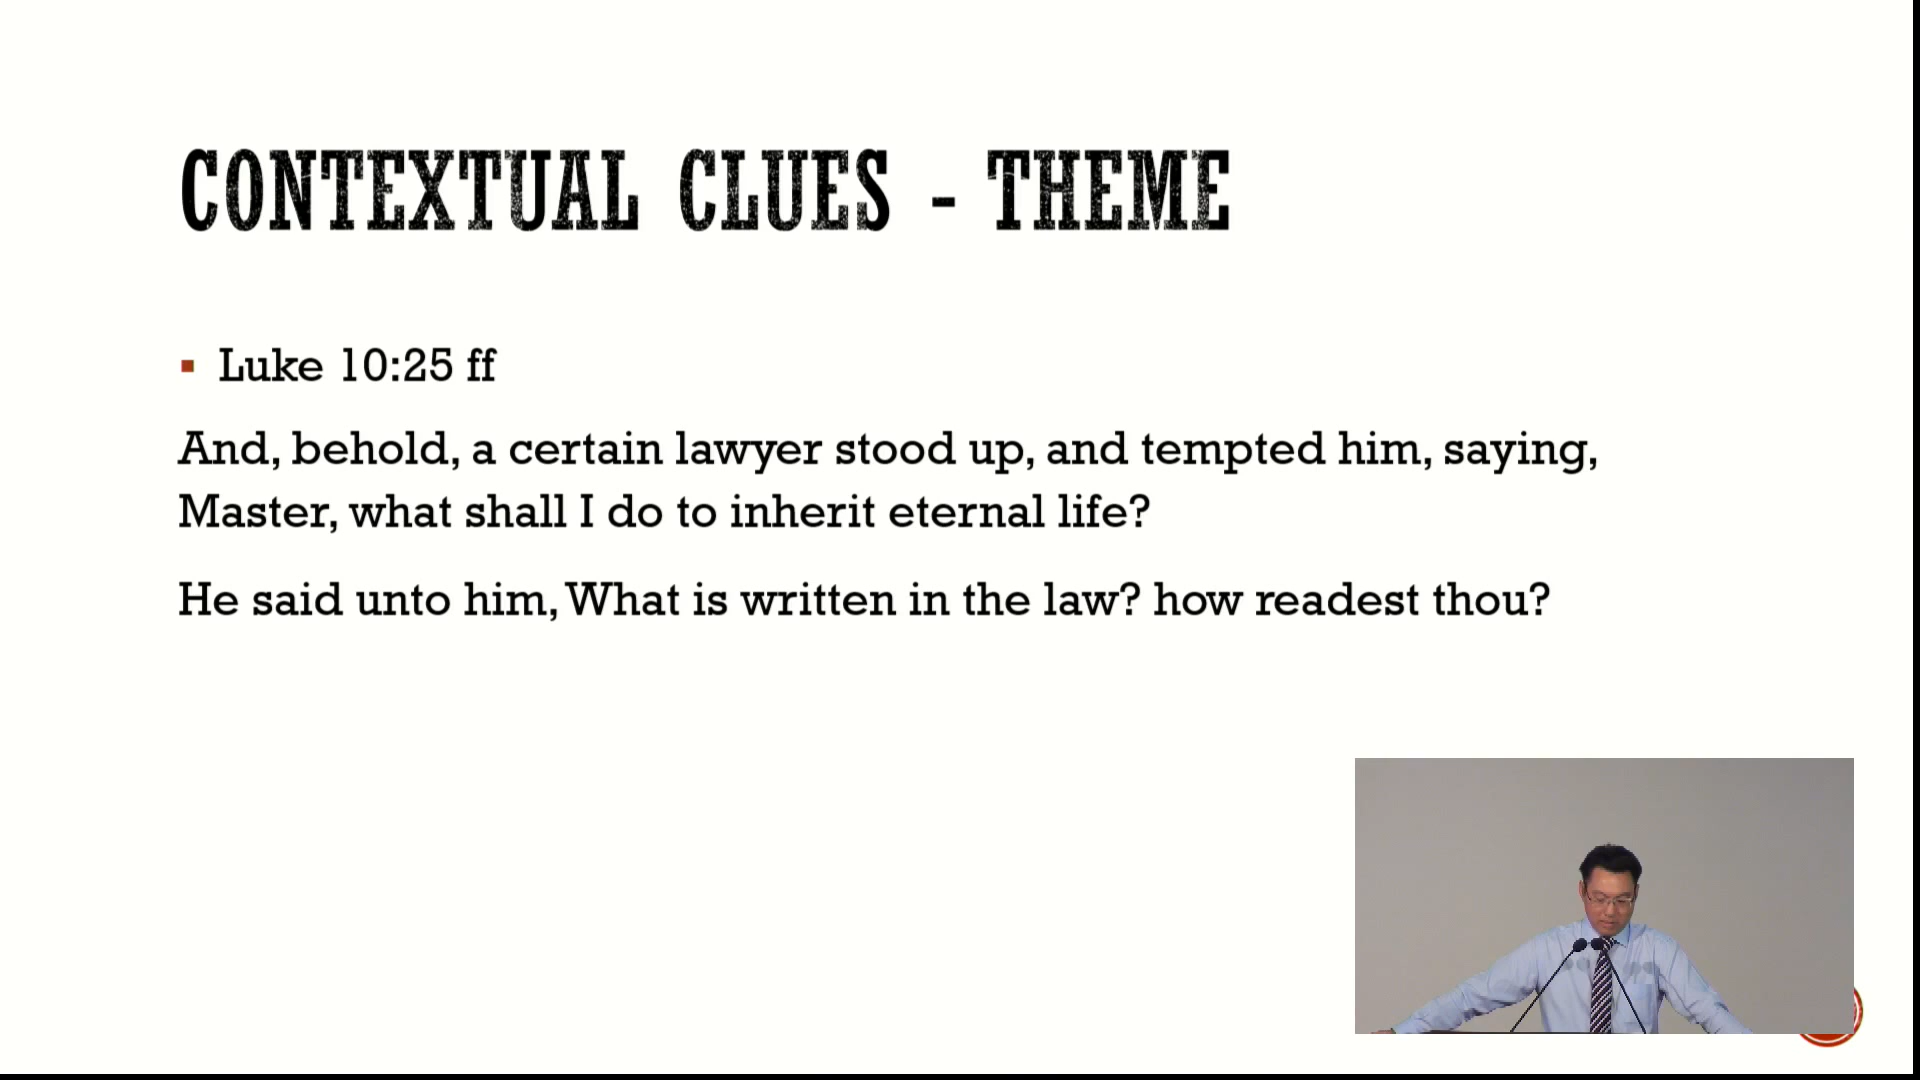 CONTEXTUAL CLUES - THEME
Luke 10:25 ff
And, behold, a certain lawyer stood up, and tempted him, saying,
Master, what shall I do to inherit eternal life?
He said unto him, What is written in the law? how readest thou?